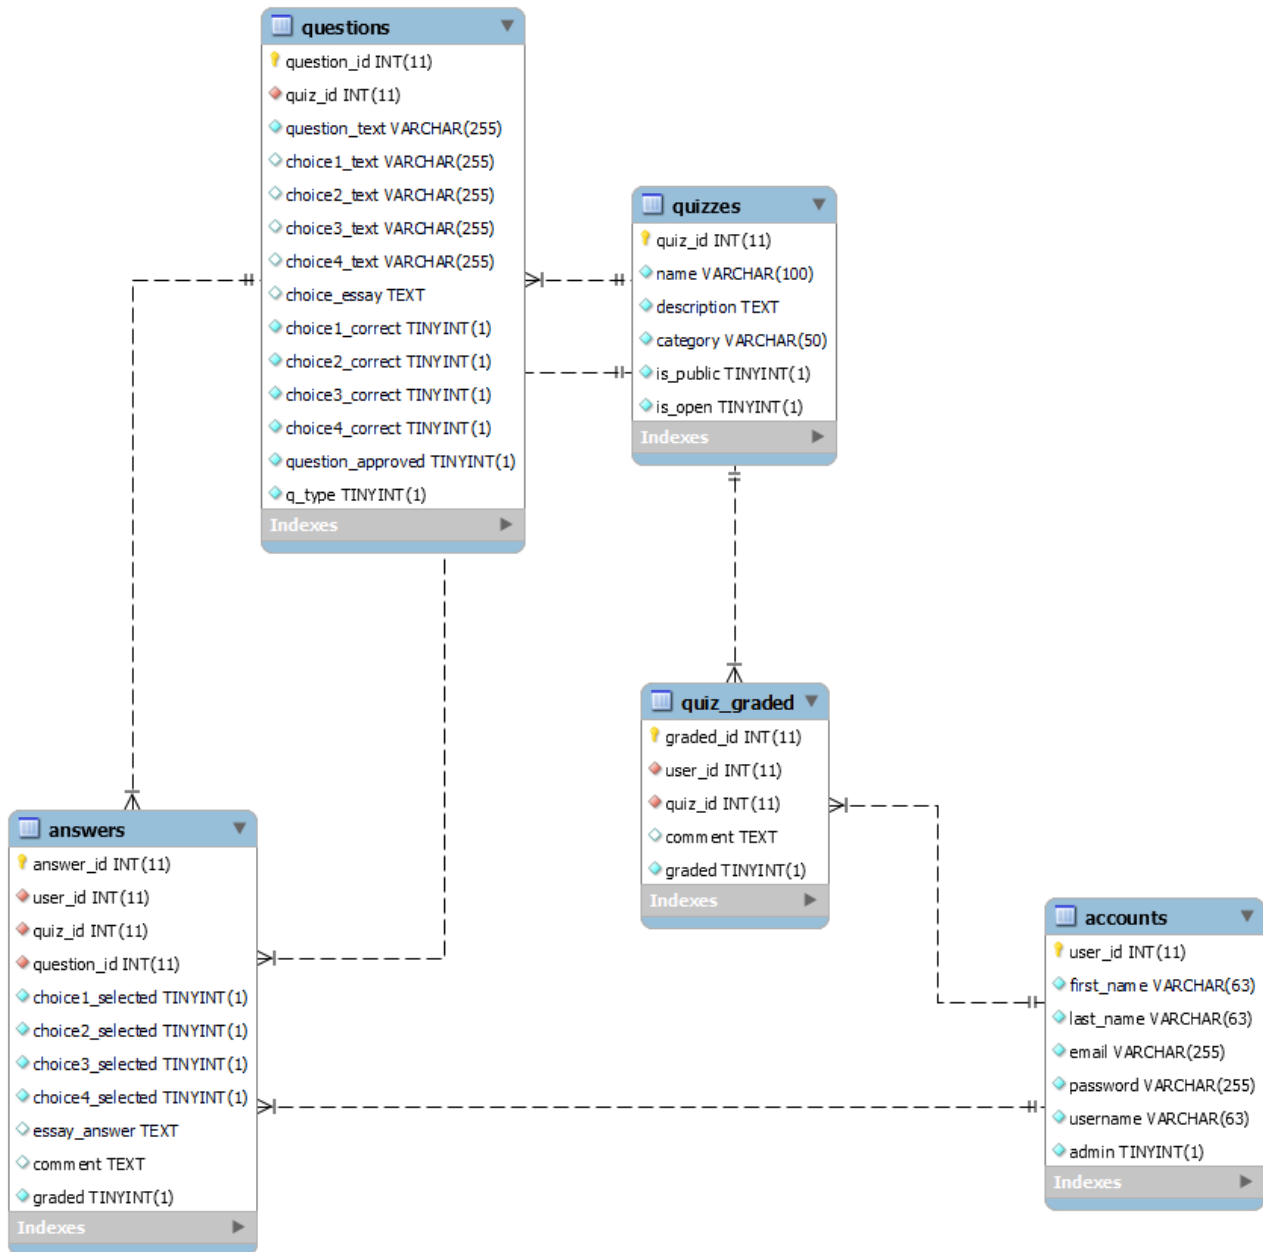 questions
question_id INT(11)
quiz_id INT(11)
question_text VARCHAR(255)
choice1_text VARCHAR(255)
choice2_text VARCHAR(255)
choice3_text VARCHAR(255)
choice4_text VARCHAR(255)
choice_essay TEXT
choice1_correct TINYINT(1)
choice2_correct TINYINT(1)
choice3_correct TINYINT(1)
choice4_correct TINYINT(1)
question_approved TINYINT(1)
q_type TINYINT(1)
Indexes
quizzes
quiz_id INT(11)
name VARCHAR(100)
description TEXT
category VARCHAR(50)
is_public TINYINT(1)
is_open TINYINT(1)
Indexes
quiz_graded
graded_id INT(11)
user_id INT(11)
quiz_id INT(11)
comment TEXT
graded TINYINT(1)
Indexes
answers
answer_id INT(11)
user_id INT(11)
quiz_id INT(11)
question_id INT(11)
choice1_selected TINYINT(1)
choice2_selected TINYINT(1)
choice3_selected TINYINT(1)
choice4_selected TINYINT(1)
essay_answer TEXT
comment TEXT
graded TINYINT(1)
Indexes
accounts
user_id INT(11)
first_name VARCHAR(63)
last_name VARCHAR(63)
email VARCHAR(255)
password VARCHAR(255)
username VARCHAR(63)
admin TINYINT(1)
Indexes